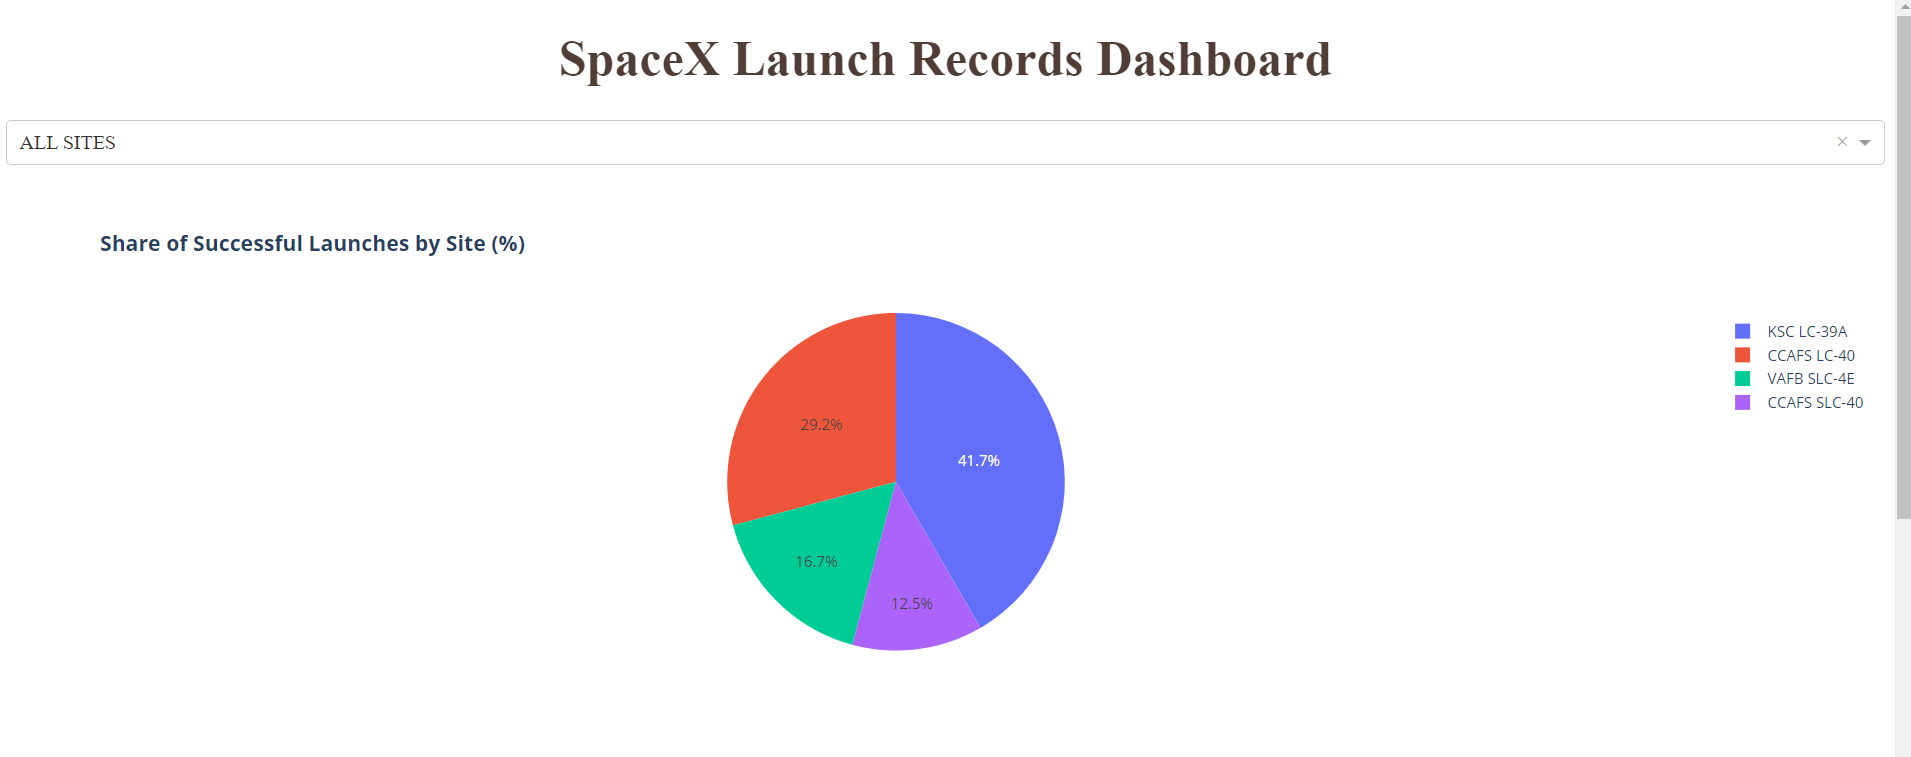 SpaceX Launch Records Dashboard
ALL SITES
Share of Successful Launches by Site (%)
KSC LC-39A
CCAFS LC-40
VAFB SLC-4E
CCAFS SLC-40
29.2%
41.7%
16.7%
12.5%